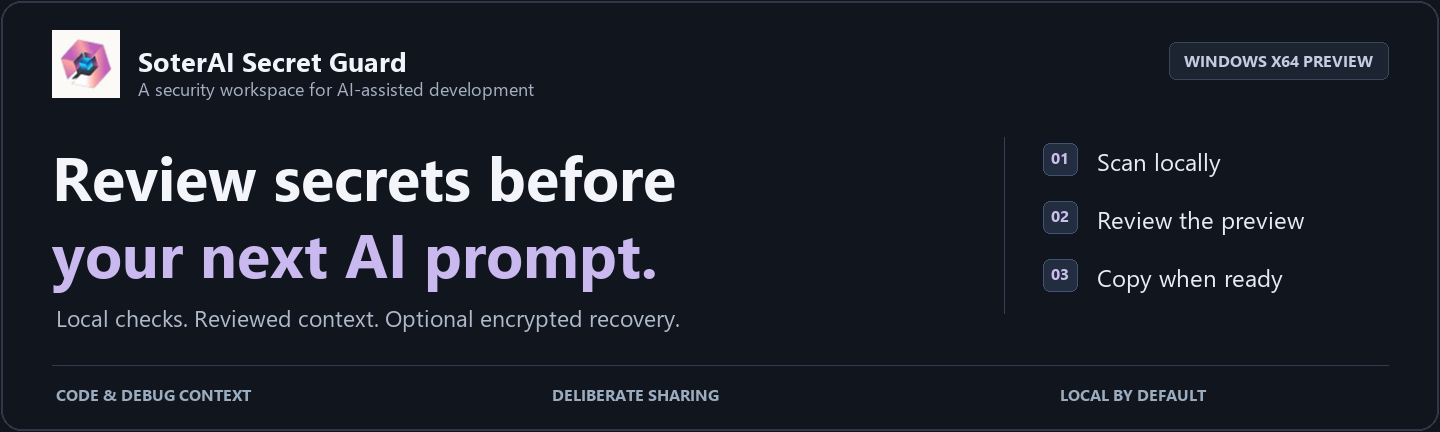 SoterAI Secret Guard
A security workspace for AI-assisted development
WINDOWS X64 PREVIEW
Review secrets before
your next AI prompt.
Local checks. Reviewed context. Optional encrypted recovery.
01 Scan locally
02 Review the preview
03 Copy when ready
CODE & DEBUG CONTEXT
DELIBERATE SHARING
LOCAL BY DEFAULT